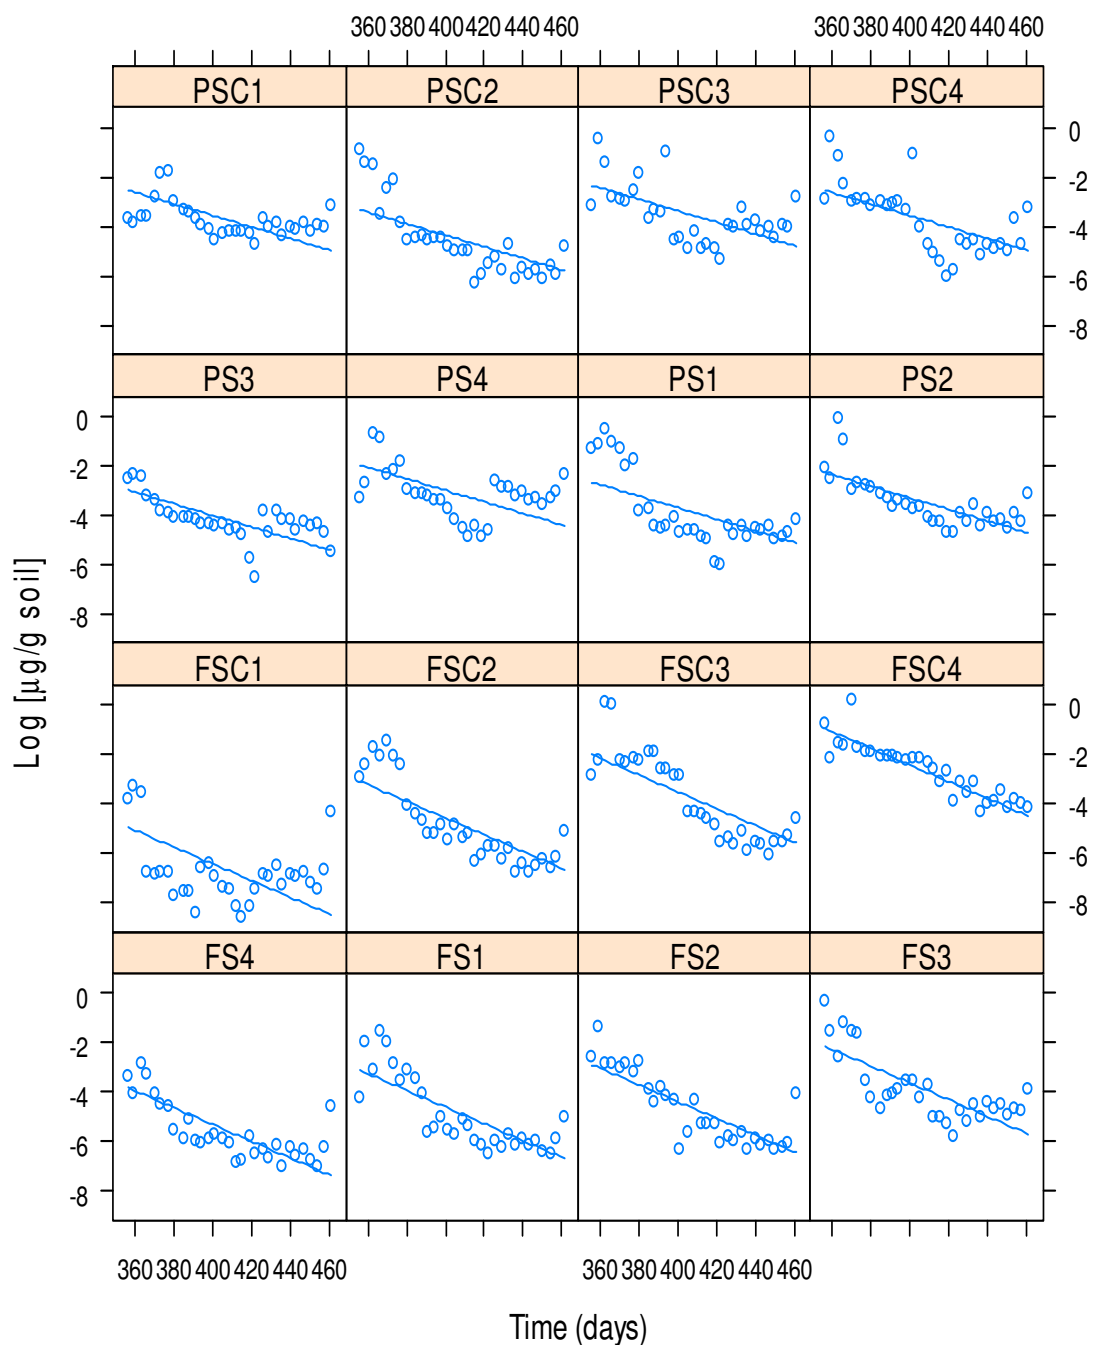 360 380 400 420 440 460 360 380 400 420 440 460
PSC1 PSC2 PSC3 PSC4
0
-2
-4
-6
-8
PS3 PS4 PS1 PS2
0
-2
-4
-6
-8
Log [µg/g soil]
FSC1 FSC2 FSC3 FSC4
0
-2
-4
-6
-8
FS4 FS1 FS2 FS3
0
-2
-4
-6
-8
360 380 400 420 440 460 360 380 400 420 440 460
Time (days)